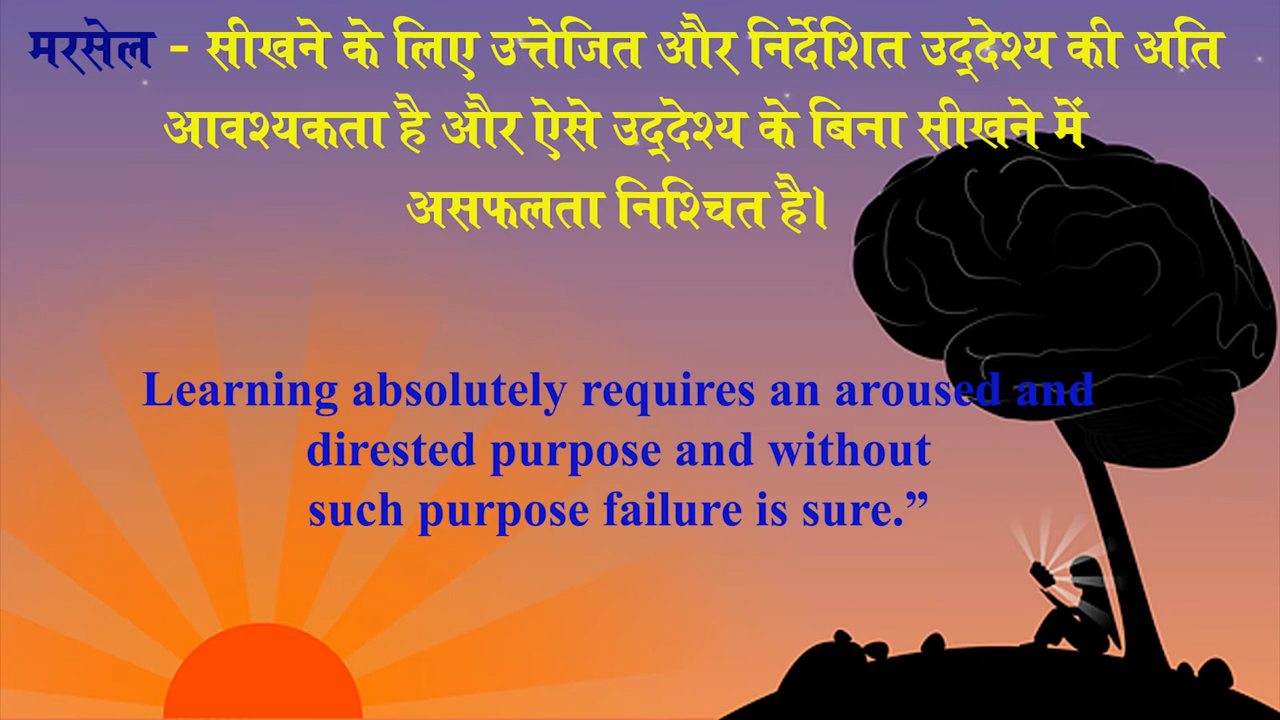 मरसेल - सीखने के लिए उत्तेजित और निर्देशित उद्‌देश्य की अति
आवश्यकता है और ऐसे उद्‌देश्य के बिना सीखने में
असफलता निश्चित है।
Learning absolutely requires an aroused and
dirested purpose and without
such purpose failure is sure.”